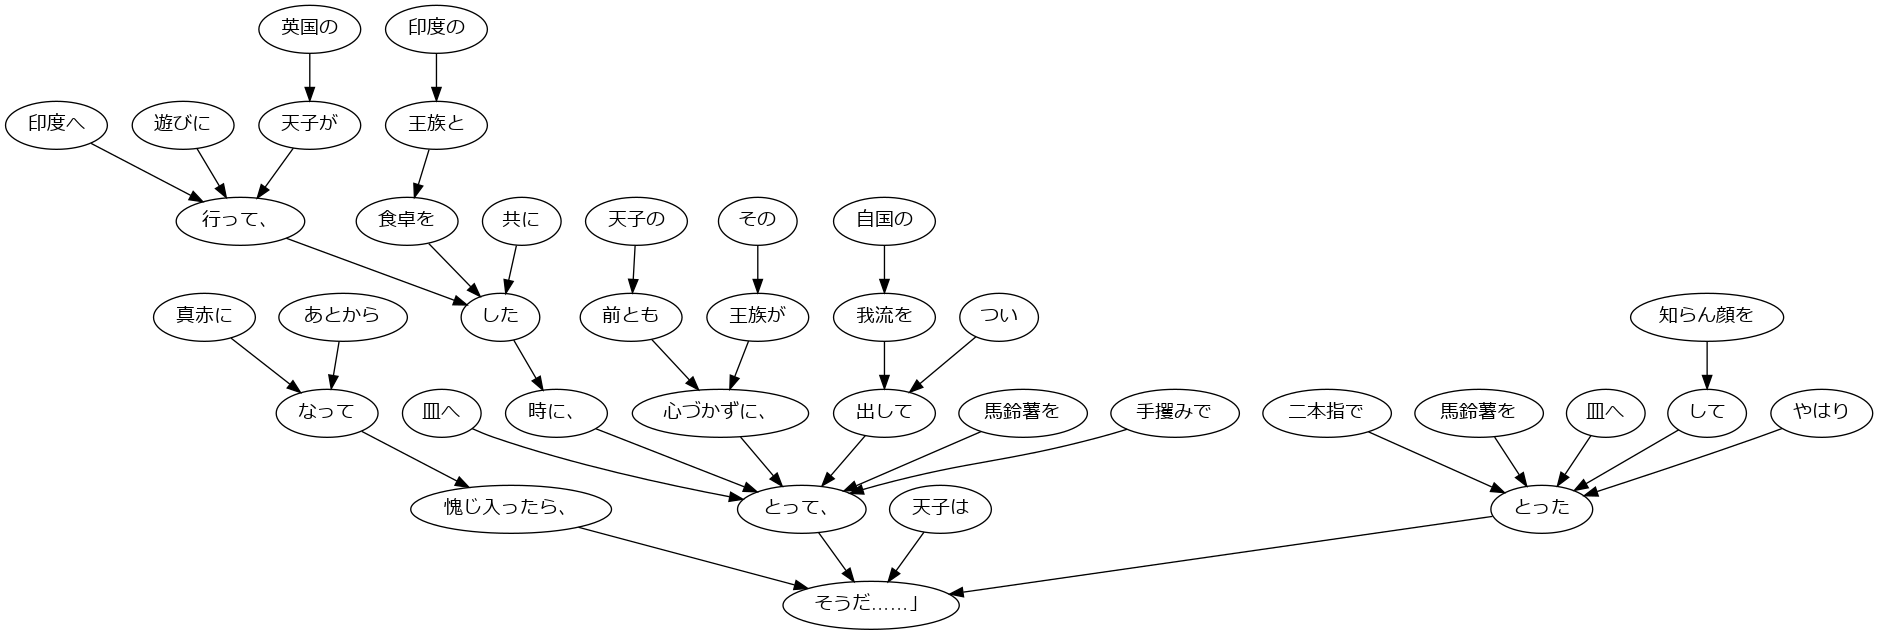 英国の 印度の
印度へ 遊びに 天子が 王族と
行って、 食卓を 共に 天子の その 自国の
真赤に あとから した 前とも 王族が 我流を つい 知らん顔を
なって 皿へ 時に、 心づかずに、 出して 馬鈴薯を 手攫みで 二本指で 馬鈴薯を 皿へ して やはり
愧じ入ったら、 とって、 天子は とった
そうだ……」